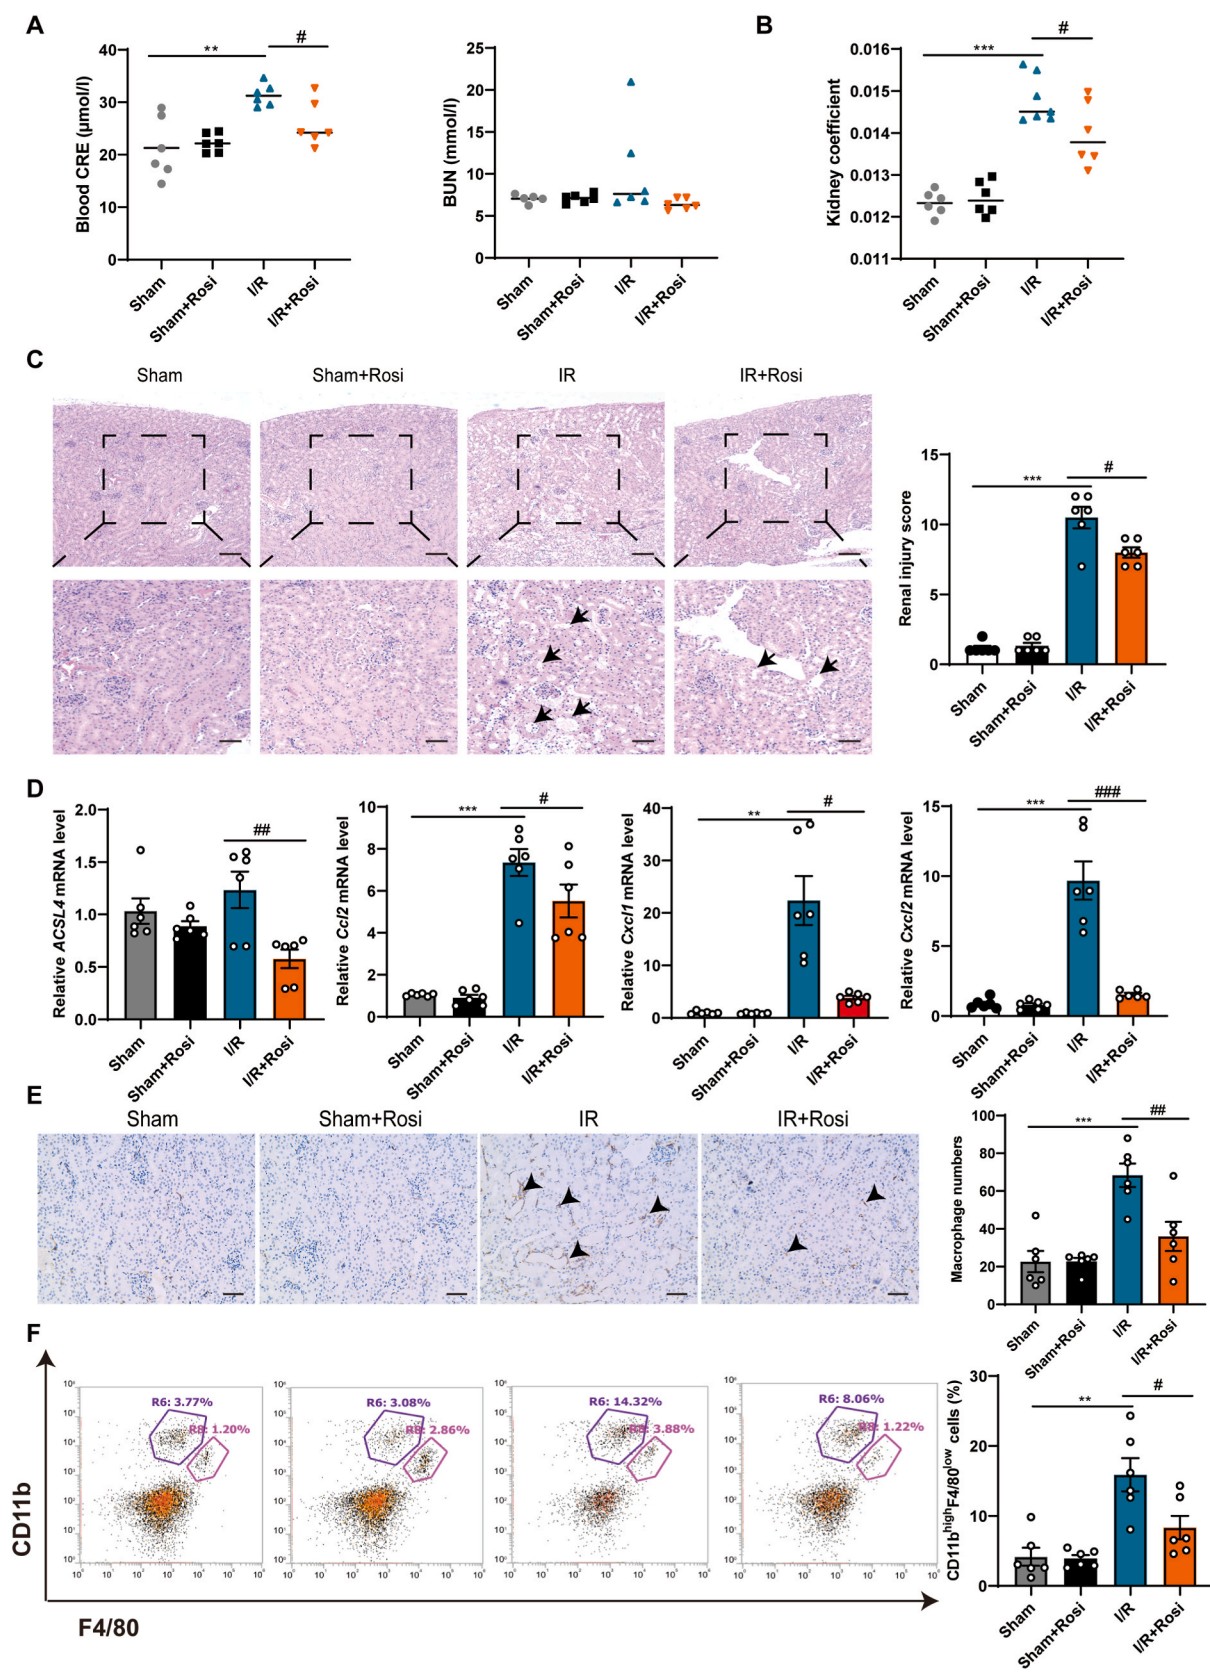 A
B
** #
Blood CRE (μmol/l)
40
30
20
10
0
Sham
Sham+Rosi
I/R
I/R+Rosi
BUN (mmol/l)
25
20
15
10
5
0
Sham
Sham+Rosi
I/R
I/R+Rosi
*** #
Kidney coefficient
0.016
0.015
0.014
0.013
0.012
0.011
Sham
Sham+Rosi
I/R
I/R+Rosi
C
Sham Sham+Rosi IR IR+Rosi
Renal injury score
*** #
15
10
5
0
Sham
Sham+Rosi
I/R
I/R+Rosi
D
Relative ACSL4 mRNA level
##
2.0
1.5
1.0
0.5
0.0
Sham
Sham+Rosi
I/R
I/R+Rosi
Relative Ccl2 mRNA level
*** #
10
8
6
4
2
0
Sham
Sham+Rosi
I/R
I/R+Rosi
Relative Cxcl1 mRNA level
** #
40
30
20
10
0
Sham
Sham+Rosi
I/R
I/R+Rosi
Relative Cxcl2 mRNA level
*** ###
15
10
5
0
Sham
Sham+Rosi
I/R
I/R+Rosi
E
Sham Sham+Rosi IR IR+Rosi
Macrophage numbers
*** ##
100
80
60
40
20
0
Sham
Sham+Rosi
I/R
I/R+Rosi
F
CD11b
F4/80
R6: 3.77%
R8: 1.20%
R6: 3.08%
R8: 2.86%
R6: 14.32%
R8: 3.88%
R6: 8.06%
R8: 1.22%
CD11bhighF4/80low cells (%)
** #
30
20
10
0
Sham
Sham+Rosi
I/R
I/R+Rosi